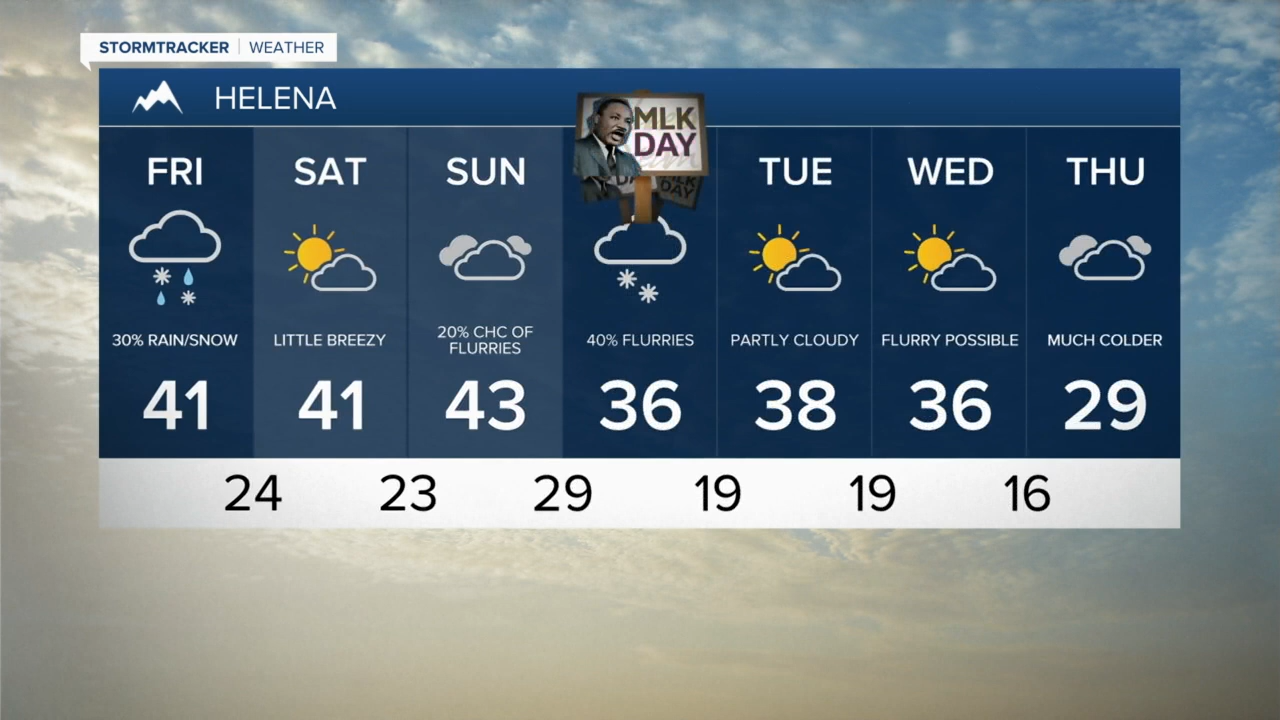 STORMTRACKER | WEATHER
HELENA
MLK
DAY
FRI
SAT
SUN
TUE
WED
THU
30% RAIN/SNOW
LITTLE BREEZY
20% CHC OF
FLURRIES
40% FLURRIES
PARTLY CLOUDY
FLURRY POSSIBLE
MUCH COLDER
41
41
43
36
38
36
29
24
23
29
19
19
16